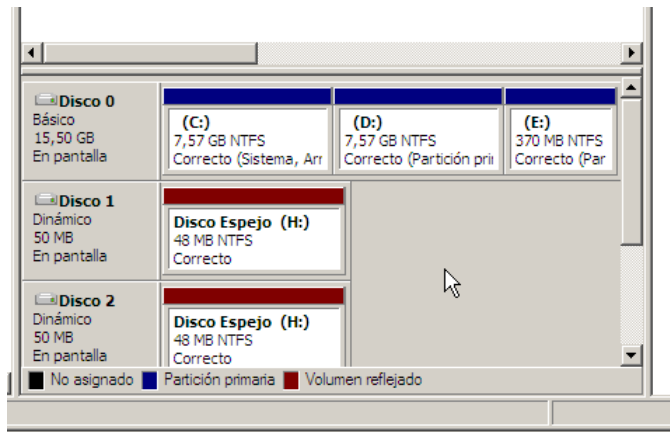 Disco 0
Básico
15,50 GB
En pantalla
(C:)
7,57 GB NTFS
Correcto (Sistema, Arr
(D:)
7,57 GB NTFS
Correcto (Partición pri
(E:)
370 MB NTFS
Correcto (Par
Disco 1
Dinámico
50 MB
En pantalla
Disco Espejo (H:)
48 MB NTFS
Correcto
Disco 2
Dinámico
50 MB
En pantalla
Disco Espejo (H:)
48 MB NTFS
Correcto
No asignado Partición primaria Volumen reflejado